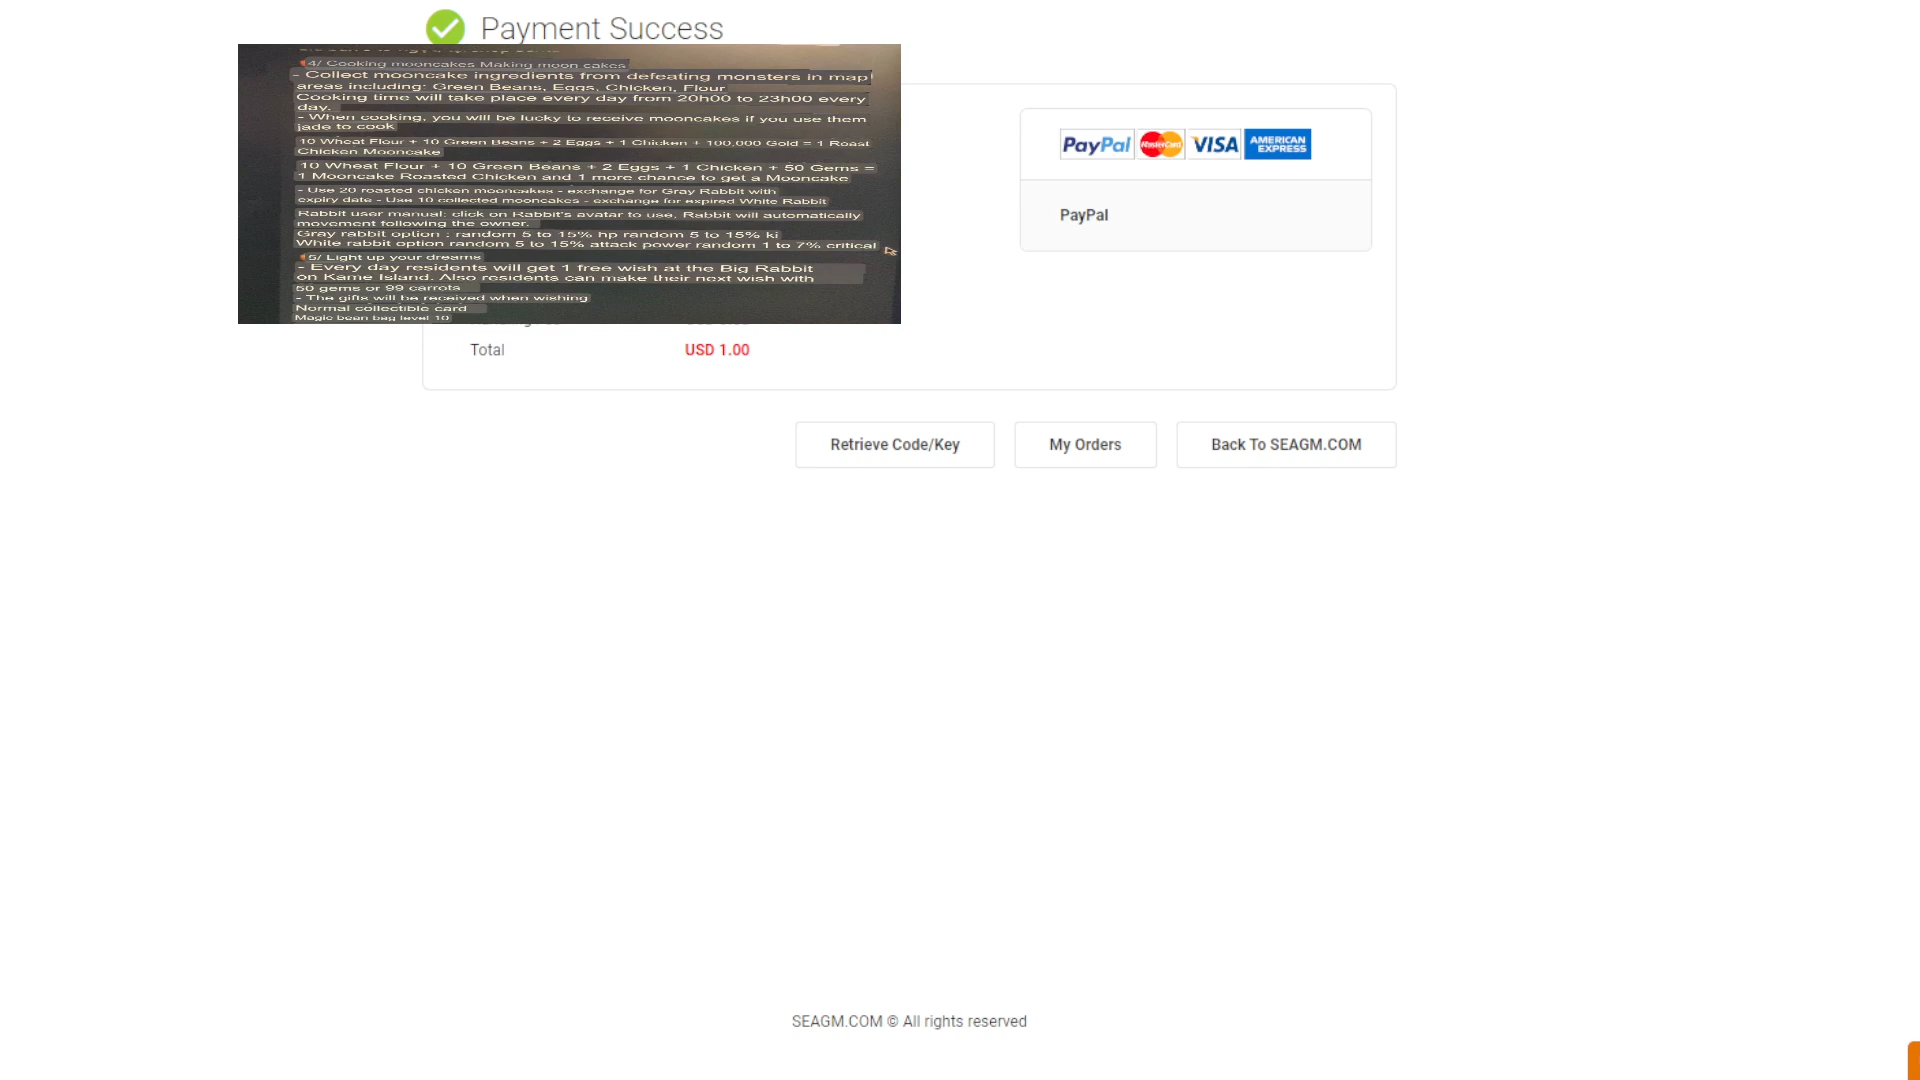 Payment Success
4/ Cooking mooncakes Making moon cakes
- Collect mooncake ingredients from defeating monsters in map
areas including: Green Beans, Eggs, Chicken, Flour
Cooking time will take place every day from 20h00 to 23h00 every
day.
- When cooking, you will be lucky to receive mooncakes if you use them
jade to cook
10 Wheat Flour + 10 Green Beans + 2 Eggs + 1 Chicken + 100,000 Gold = 1 Roast
Chicken Mooncake
10 Wheat Flour + 10 Green Beans + 2 Eggs + 1 Chicken + 50 Gems =
1 Mooncake Roasted Chicken and 1 more chance to get a Mooncake
- Use 20 roasted chicken mooncakes - exchange for Gray Rabbit with
expiry date - Use 10 collected mooncakes - exchange for expired White Rabbit
Rabbit user manual: click on Rabbit's avatar to use, Rabbit will automatically
movement following the owner.
Gray rabbit option : random 5 to 15% hp random 5 to 15% ki
White rabbit option random 5 to 15% attack power random 1 to 7% critical
5/ Light up your dreams
- Every day residents will get 1 free wish at the Big Rabbit
on Kame Island. Also residents can make their next wish with
50 gems or 99 carrots
- The gifts will be received when wishing
Normal collectible card
Magic bean bag level 10
PayPal MasterCard VISA AMERICAN EXPRESS
PayPal
Total USD 1.00
Retrieve Code/Key My Orders Back To SEAGM.COM
SEAGM.COM © All rights reserved